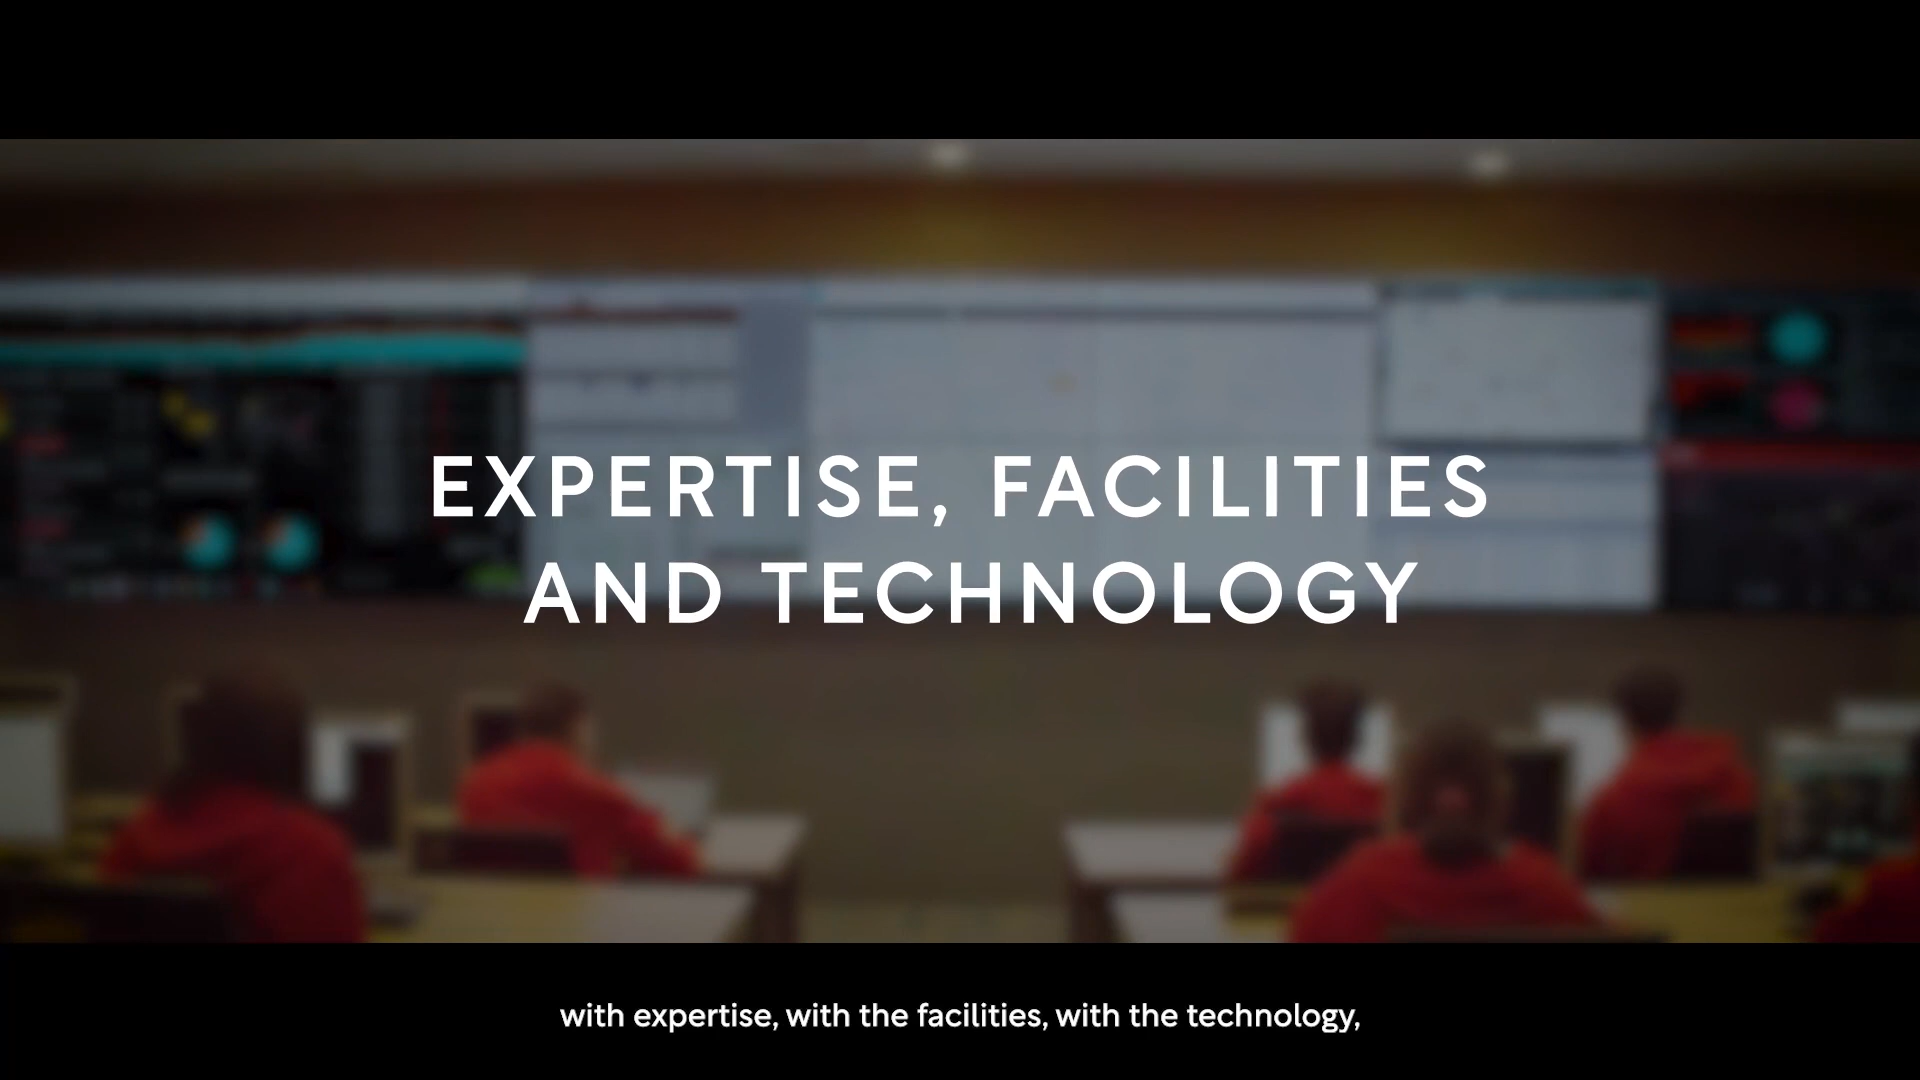 EXPERTISE, FACILITIES
AND TECHNOLOGY
with expertise, with the facilities, with the technology,